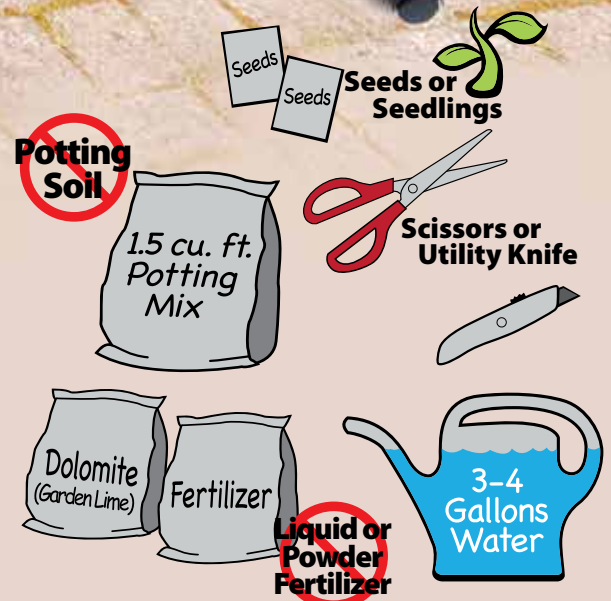 Seeds
Seeds
Seeds or
Seedlings
Potting
Soil
1.5 cu. ft.
Potting
Mix
Scissors or
Utility Knife
Dolomite
(Garden Lime)
Fertilizer
Liquid or
Powder
Fertilizer
3-4
Gallons
Water